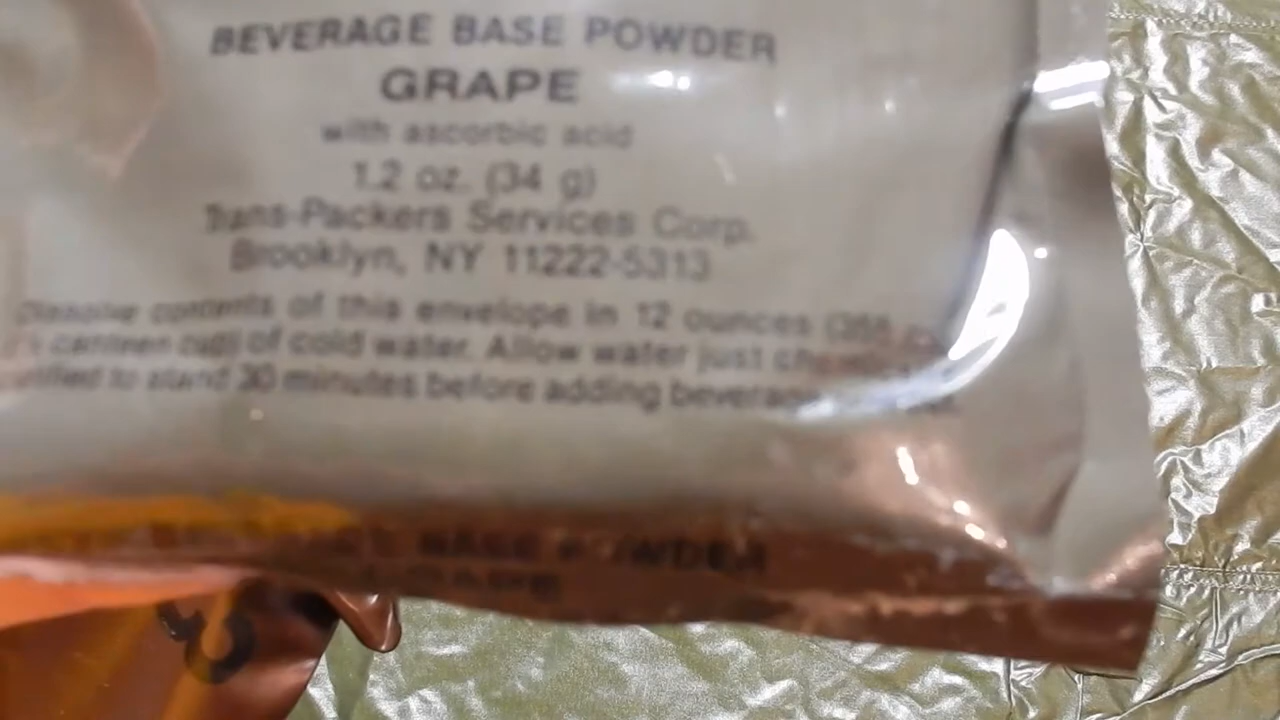 BEVERAGE BASE POWDER
GRAPE
with ascorbic acid
1.2 oz. (34 g)
Trans-Packers Services Corp.
Brooklyn, NY 11222-5313
Dissolve contents of this envelope in 12 ounces
canteen cup) of cold water. Allow water just
to stand 30 minutes before adding
BASE POWDER